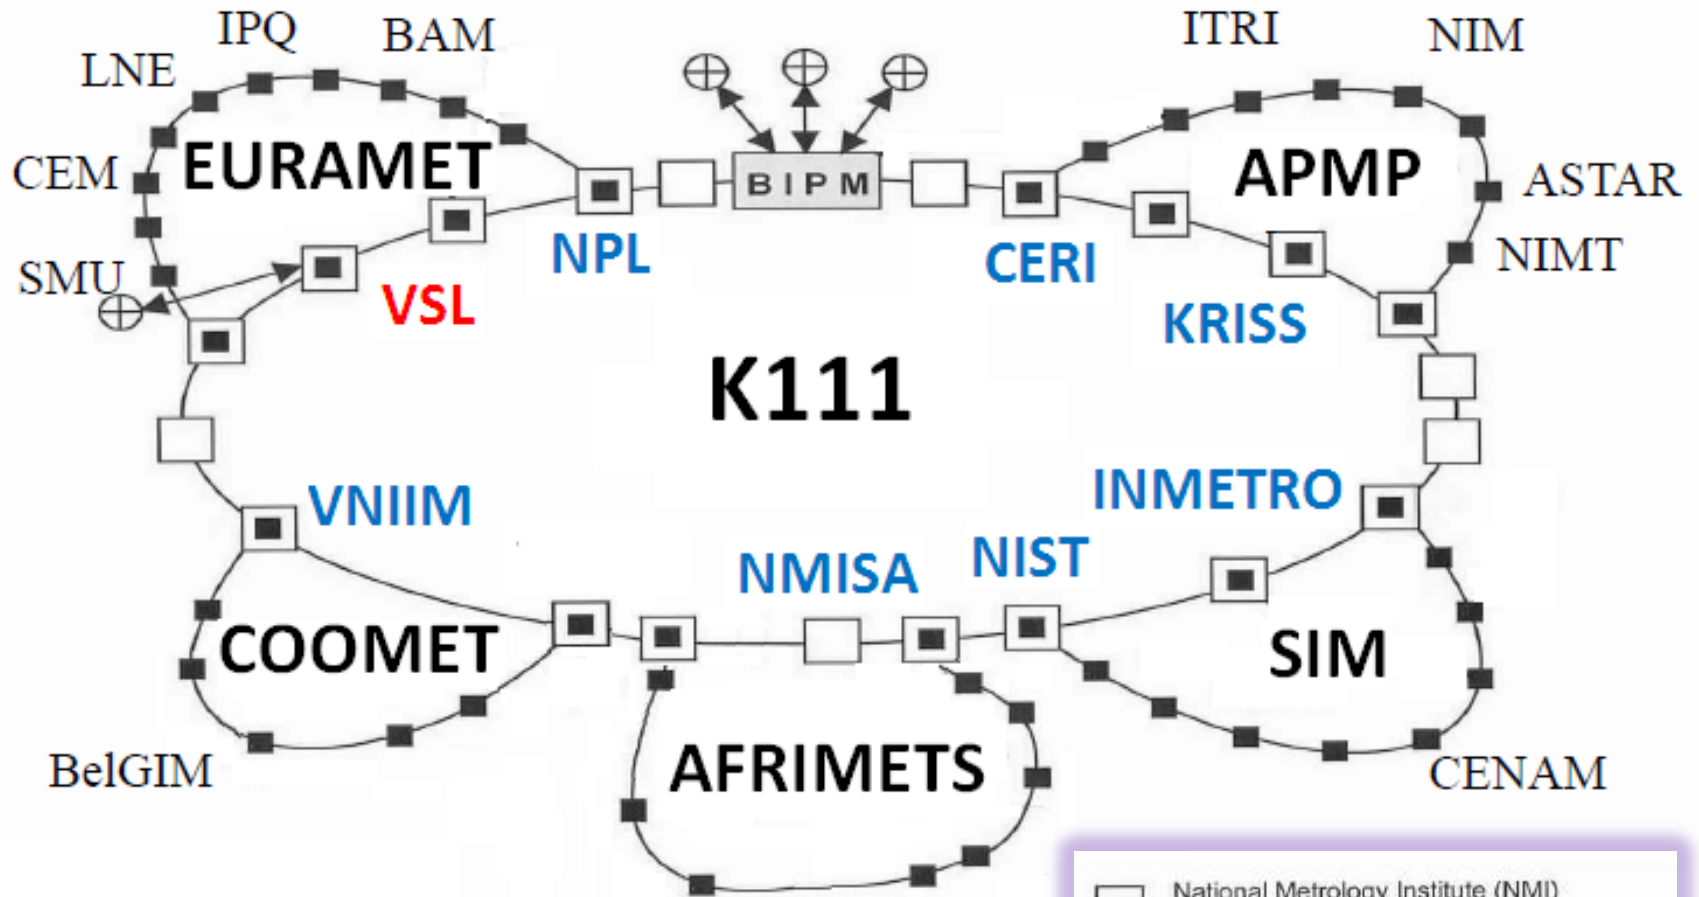 IPQ
BAM
ITRI
NIM
LNE
EURAMET
APMP
CEM
BIPM
ASTAR
SMU
NPL
CERI
NIMT
VSL
KRISS
K111
VNIIM
INMETRO
NMISA
NIST
COOMET
SIM
BelGIM
AFRIMETS
CENAM
National Metrology Institute (NMI)